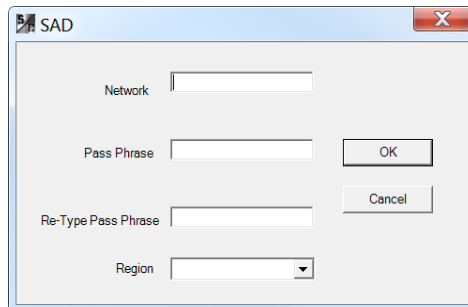 SAD
Network
Pass Phrase
OK
Cancel
Re-Type Pass Phrase
Region